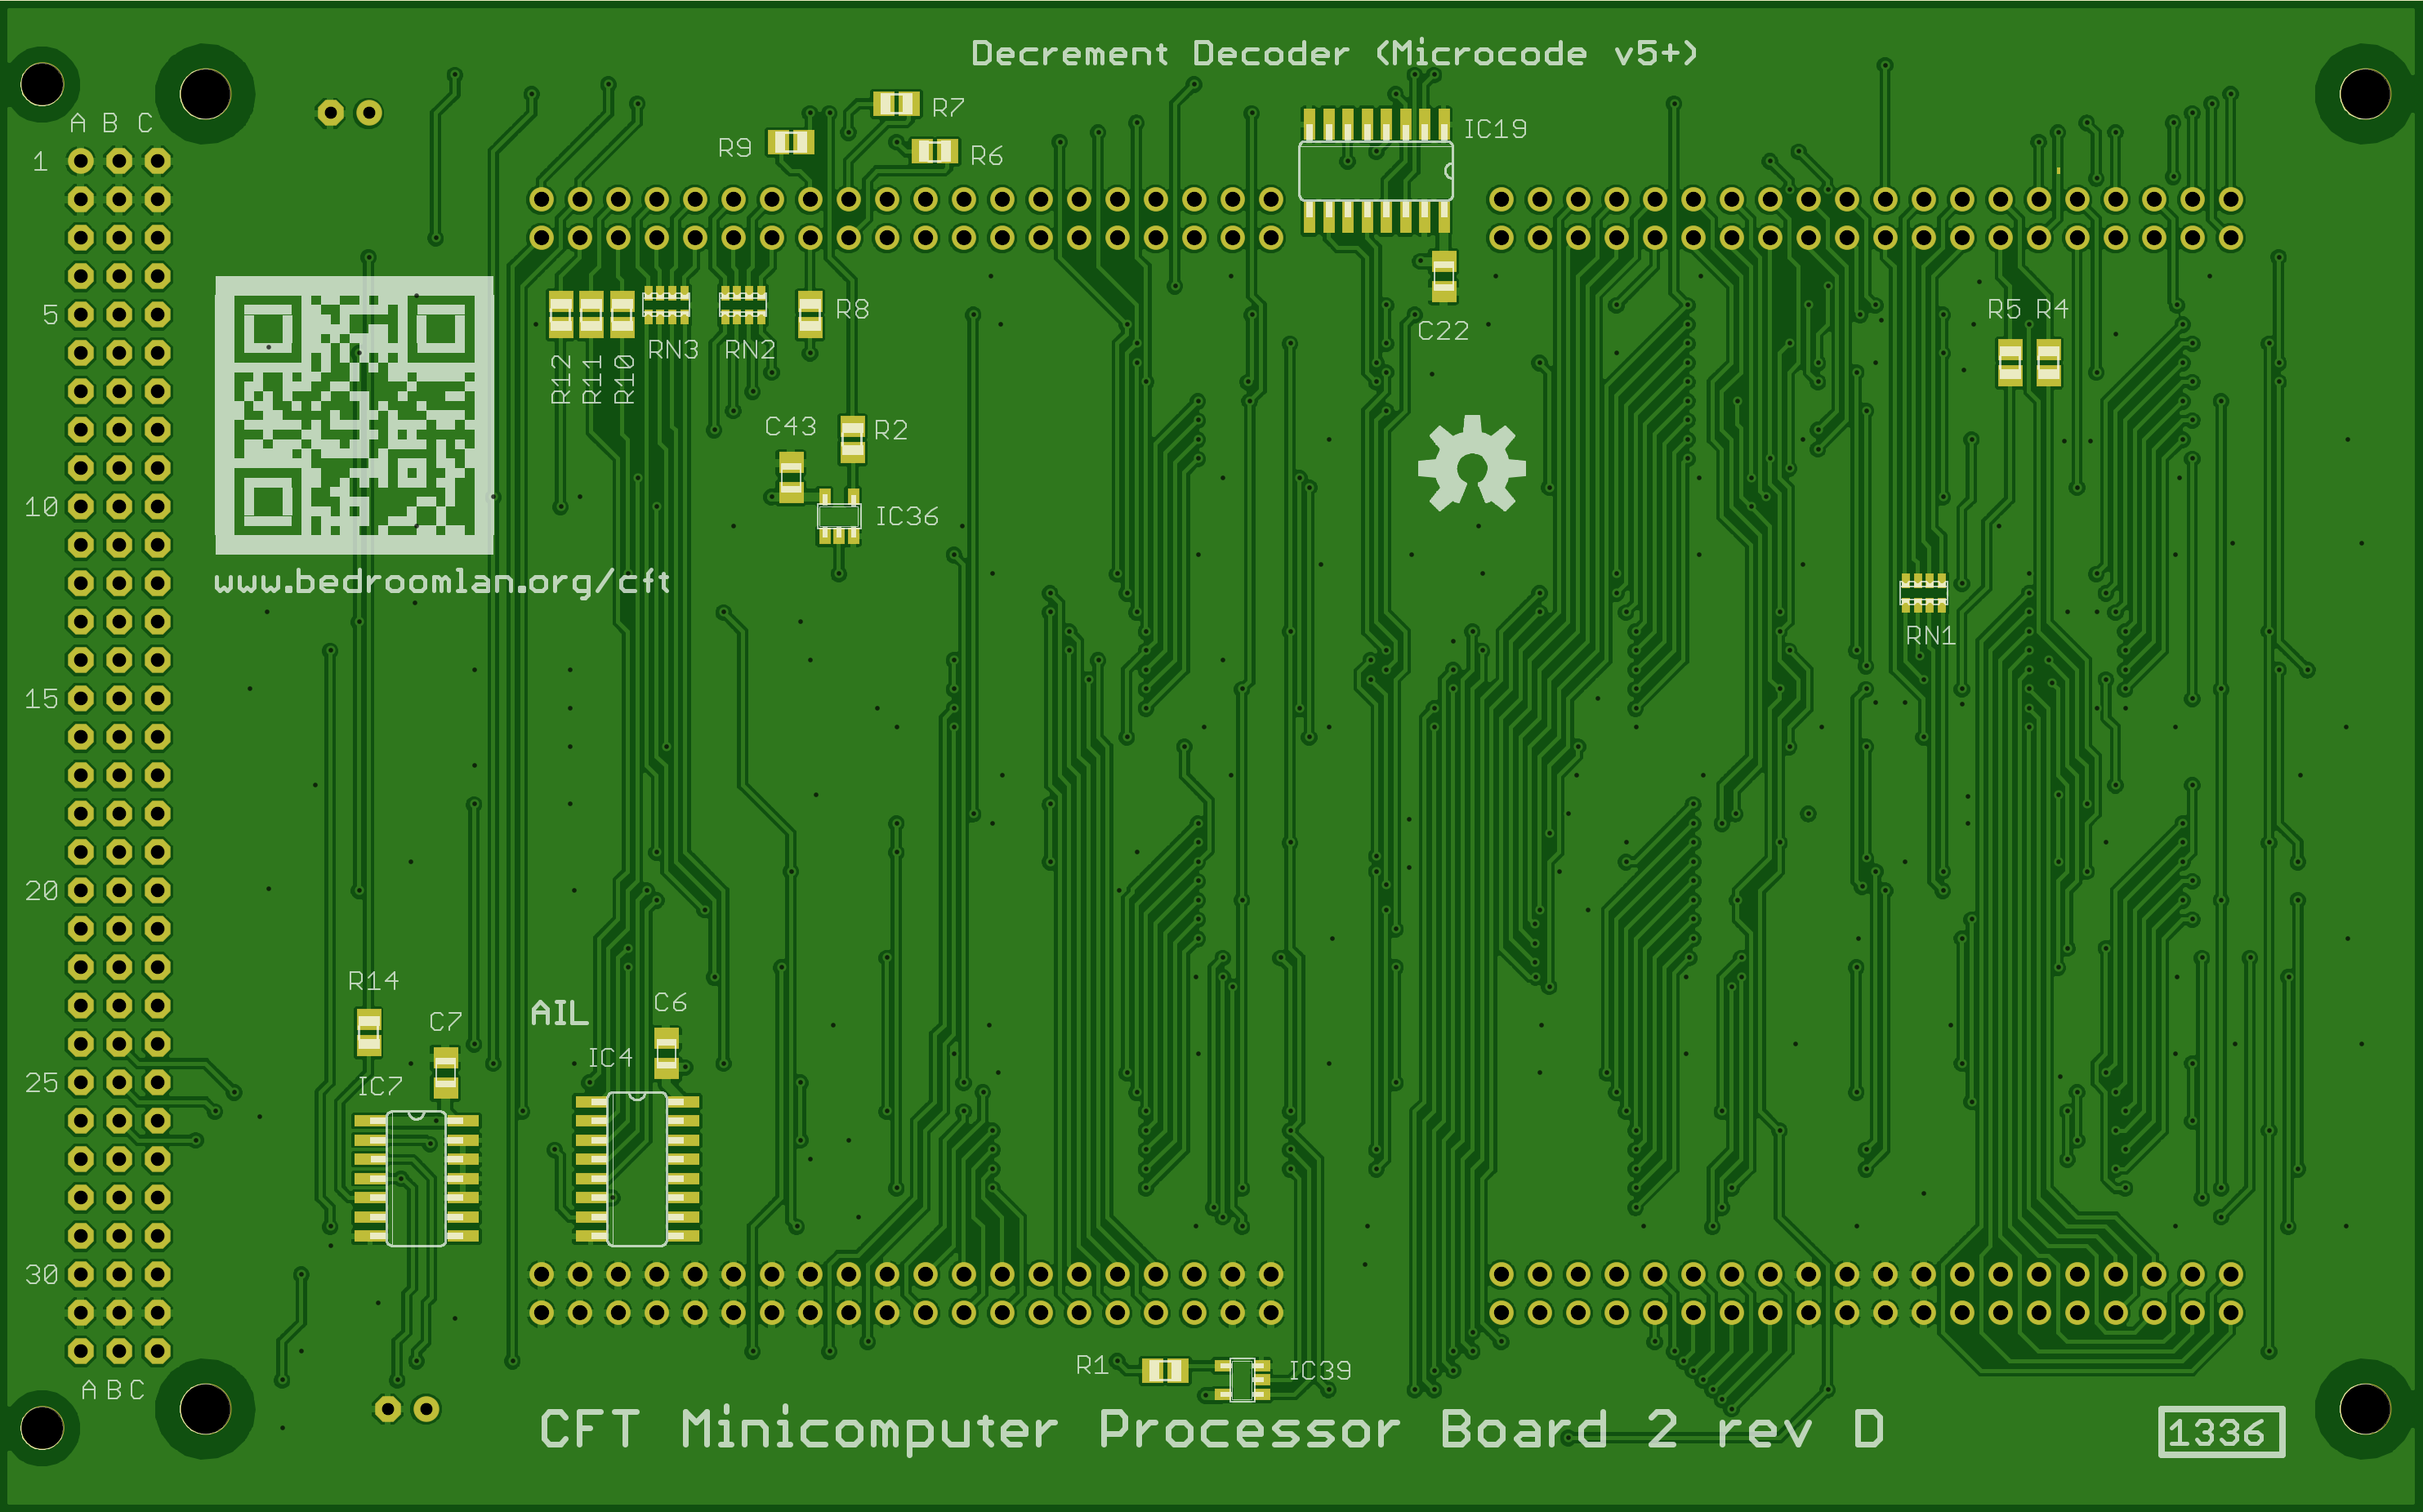 Decrement Decoder (Microcode v5+)
R7
A B C
IC19
R9
R6
1
5
R8
R5 R4
C22
RN3
RN2
R12
R11
R10
C43
R2
10
IC36
www.bedroomlan.org/cft
RN1
15
20
R14
C6
AIL
C7
IC4
25
IC7
30
R1
IC39
A B C
CFT Minicomputer Processor Board 2 rev D
1336